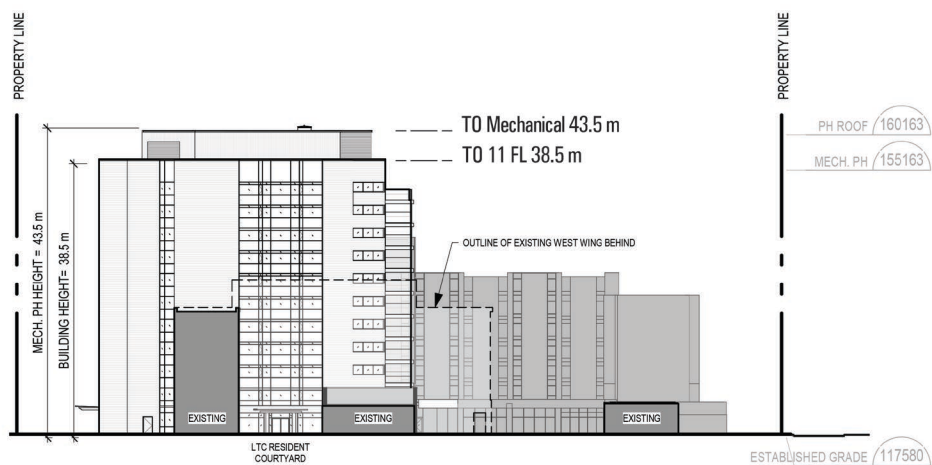 PROPERTY LINE
PROPERTY LINE
TO Mechanical 43.5 m
PH ROOF 160163
TO 11 FL 38.5 m
MECH. PH 155163
MECH. PH HEIGHT = 43.5 m
BUILDING HEIGHT= 38.5 m
OUTLINE OF EXISTING WEST WING BEHIND
EXISTING
EXISTING
EXISTING
LTC RESIDENT
COURTYARD
ESTABLISHED GRADE 117580